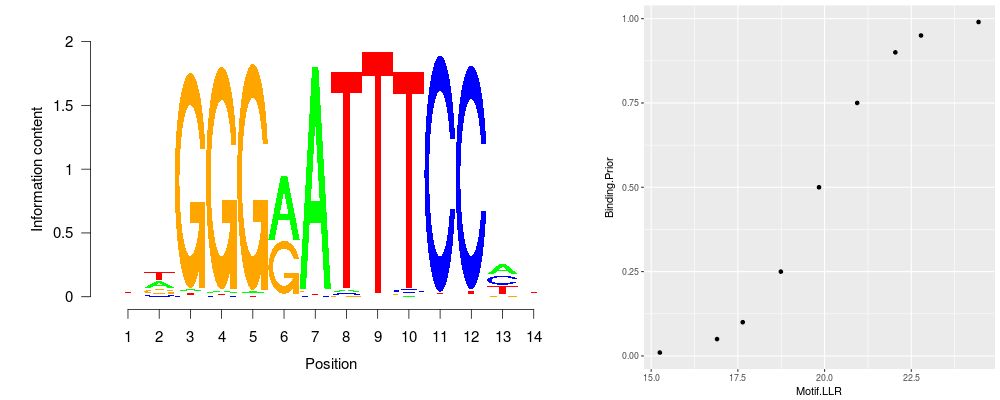 2
1.5
1
0.5
0
Information content
T
A
GGGAATTTCC
G
A
C
T
1 2 3 4 5 6 7 8 9 10 11 12 13 14
Position
1.00
0.75
0.50
0.25
0.00
Binding.Prior
15.0 17.5 20.0 22.5
Motif.LLR